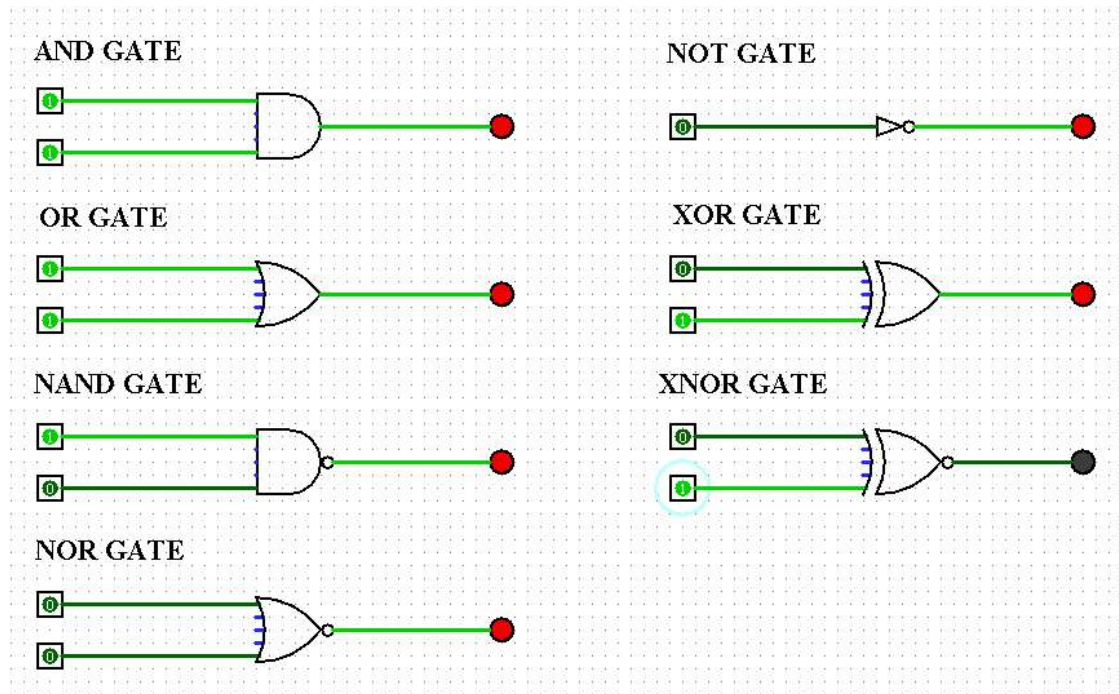 AND GATE
1
1
OR GATE
1
1
NAND GATE
1
0
NOR GATE
0
0
NOT GATE
0
XOR GATE
0
1
XNOR GATE
0
1